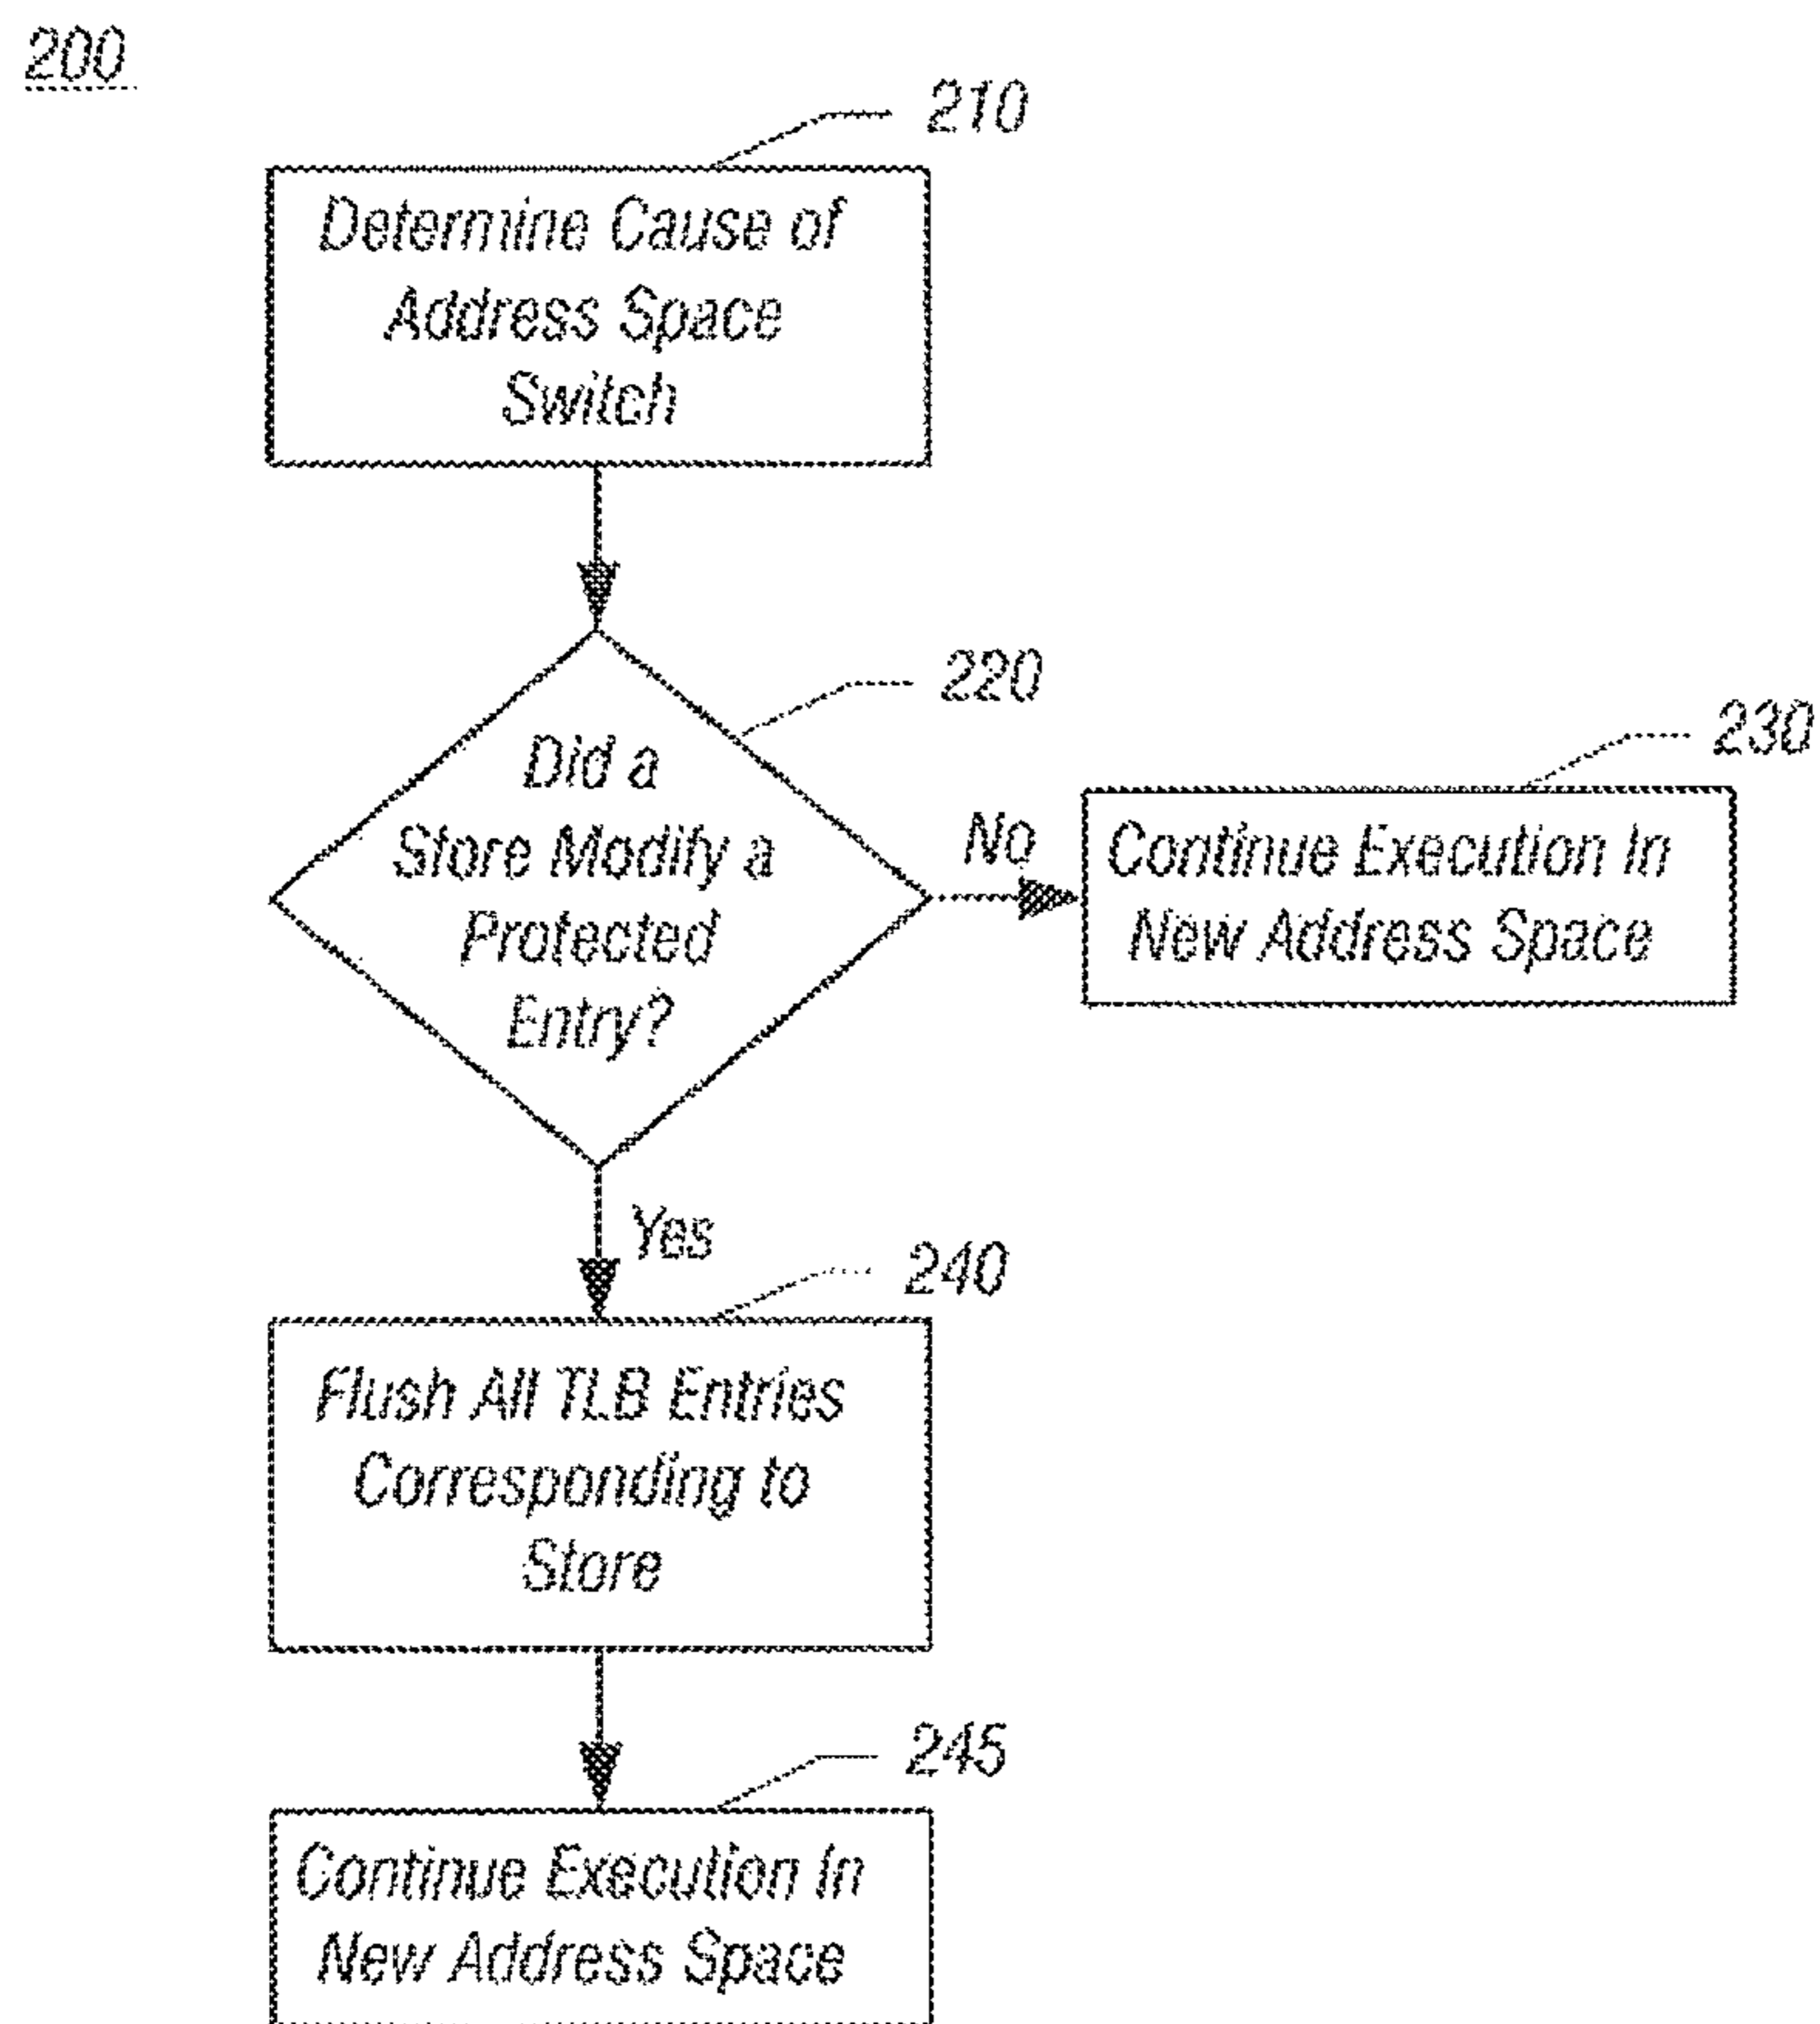 200
210
Determine Cause of
Address Space
Switch
220
Did a
Store Modify a
Protected
Entry?
No
230
Continue Execution In
New Address Space
Yes
240
Flush All TLB Entries
Corresponding to
Store
245
Continue Execution In
New Address Space